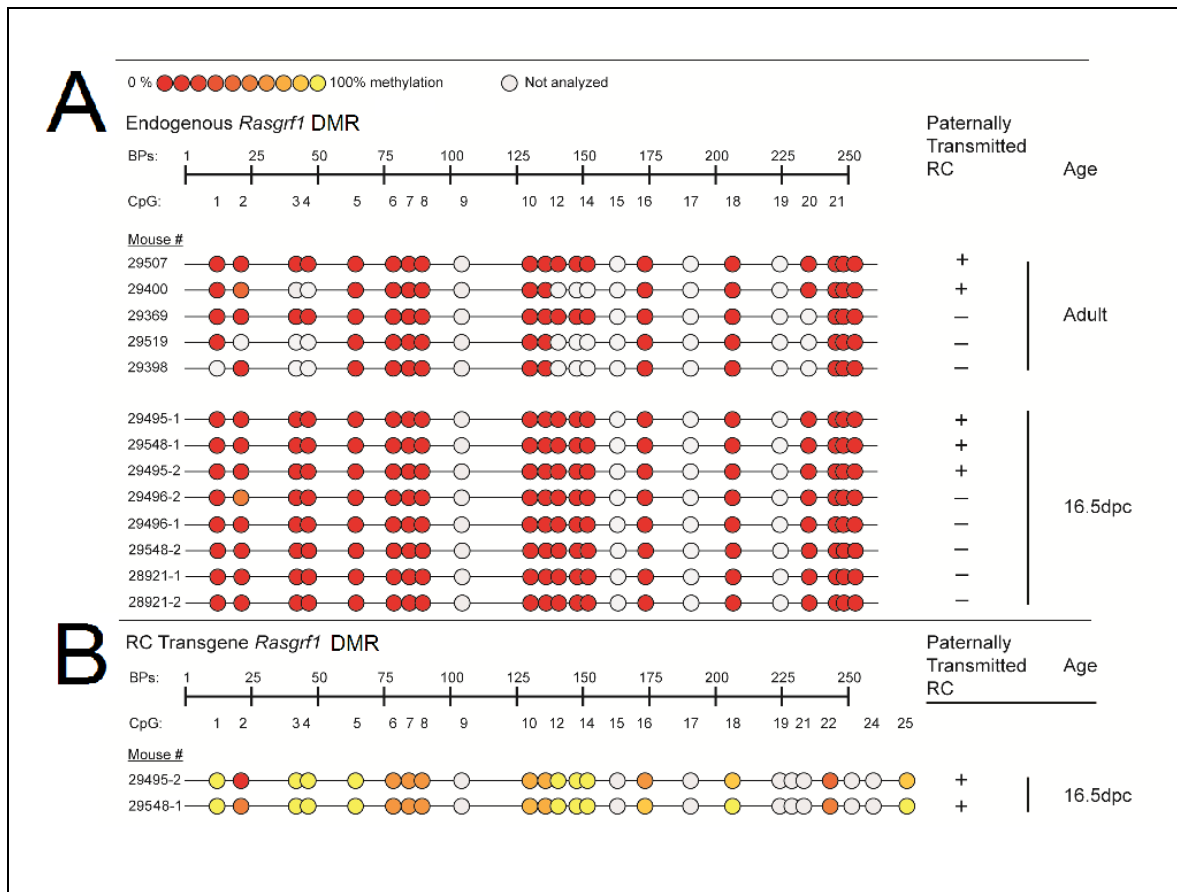 A
0 % 100% methylation Not analyzed
Endogenous Rasgrf1 DMR
Paternally
Transmitted
RC
Age
BPs: 1 25 50 75 100 125 150 175 200 225 250
CpG: 1 2 3 4 5 6 7 8 9 10 12 14 15 16 17 18 19 20 21
Mouse #
29507 +
29400 +
29369 –
29519 –
29398 –
Adult
29495-1 +
29548-1 +
29495-2 +
29496-2 –
29496-1 –
29548-2 –
28921-1 –
28921-2 –
16.5dpc
B
RC Transgene Rasgrf1 DMR
Paternally
Transmitted
RC
Age
BPs: 1 25 50 75 100 125 150 175 200 225 250
CpG: 1 2 3 4 5 6 7 8 9 10 12 14 15 16 17 18 19 21 22 24 25
Mouse #
29495-2 +
29548-1 +
16.5dpc